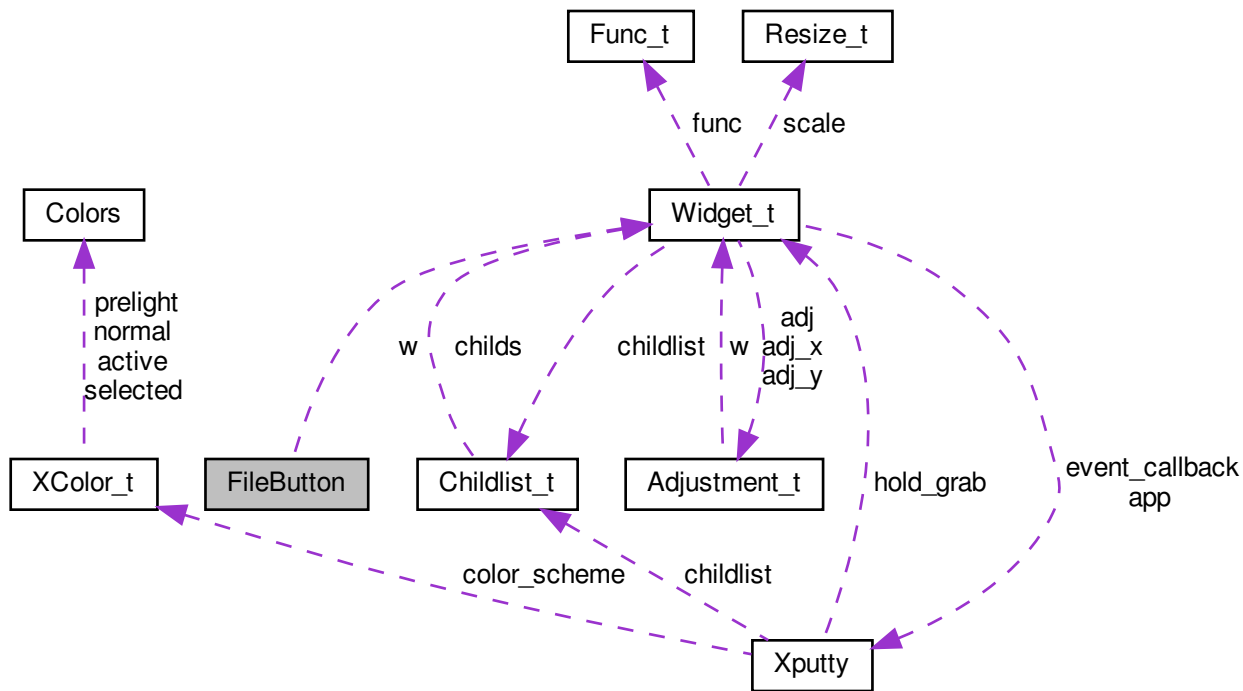 Func_t
Resize_t
func
scale
Colors
Widget_t
prelight
normal
active
selected
w
childs
childlist
w
adj
adj_x
adj_y
XColor_t
FileButton
Childlist_t
Adjustment_t
hold_grab
event_callback
app
color_scheme
childlist
Xputty